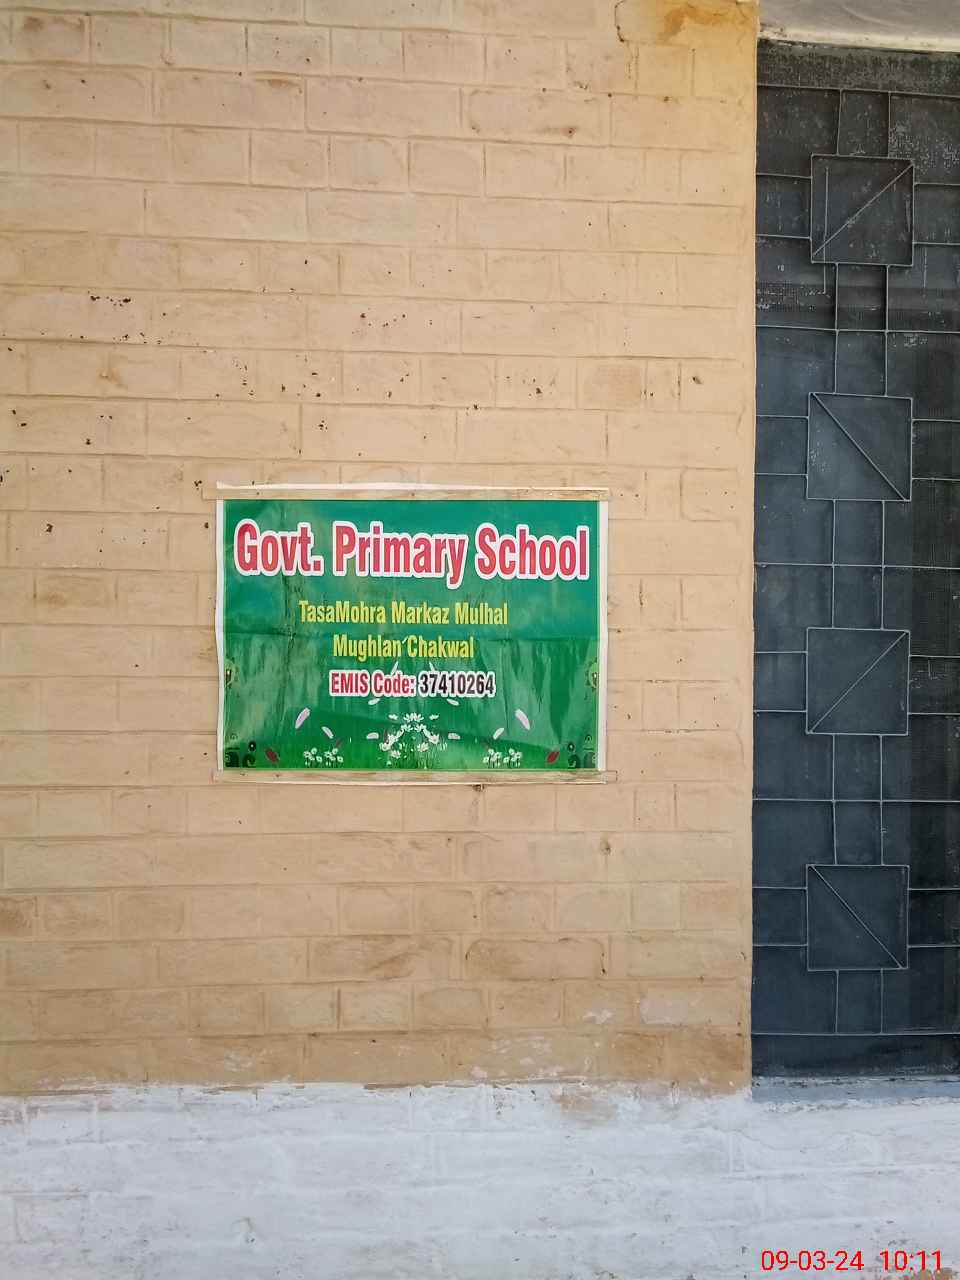 Govt. Primary School
TasaMohra Markaz Mulhal
Mughlan Chakwal
EMIS Code: 37410264
09-03-24 10:11